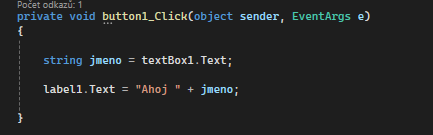 Počet odkazů: 1
private void button1_Click(object sender, EventArgs e)
{
string jmeno = textBox1.Text;
label1.Text = "Ahoj " + jmeno;
}